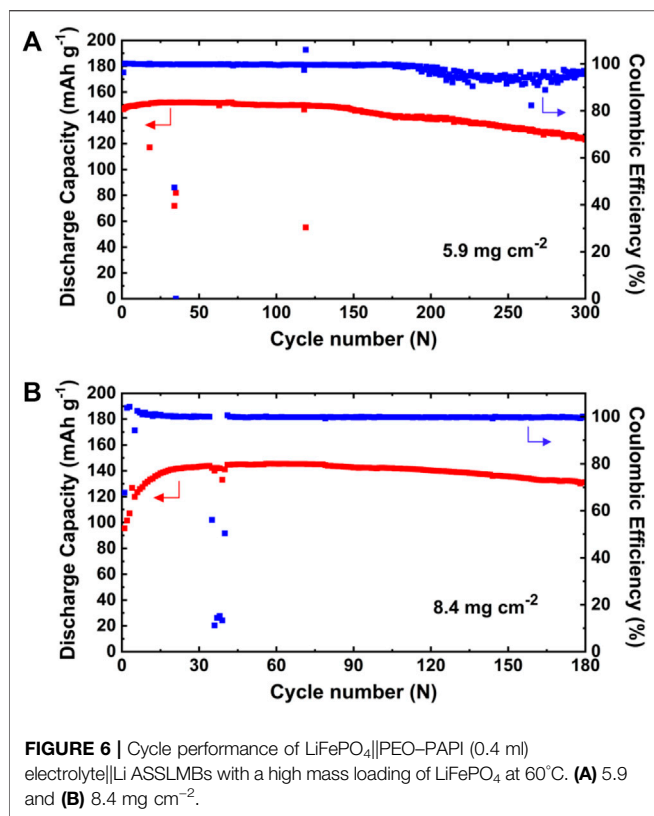 A
200
180
160
140
120
100
80
60
40
20
0
Discharge Capacity (mAh g⁻¹)
100
80
60
40
20
0
Coulombic Efficiency (%)
5.9 mg cm⁻²
0 50 100 150 200 250 300
Cycle number (N)
B
200
180
160
140
120
100
80
60
40
20
0
Discharge Capacity (mAh g⁻¹)
100
80
60
40
20
0
Coulombic Efficiency (%)
8.4 mg cm⁻²
0 30 60 90 120 150 180
Cycle number (N)
FIGURE 6 | Cycle performance of LiFePO₄||PEO–PAPI (0.4 ml)
electrolyte||Li ASSLMBs with a high mass loading of LiFePO₄ at 60°C. (A) 5.9
and (B) 8.4 mg cm⁻².